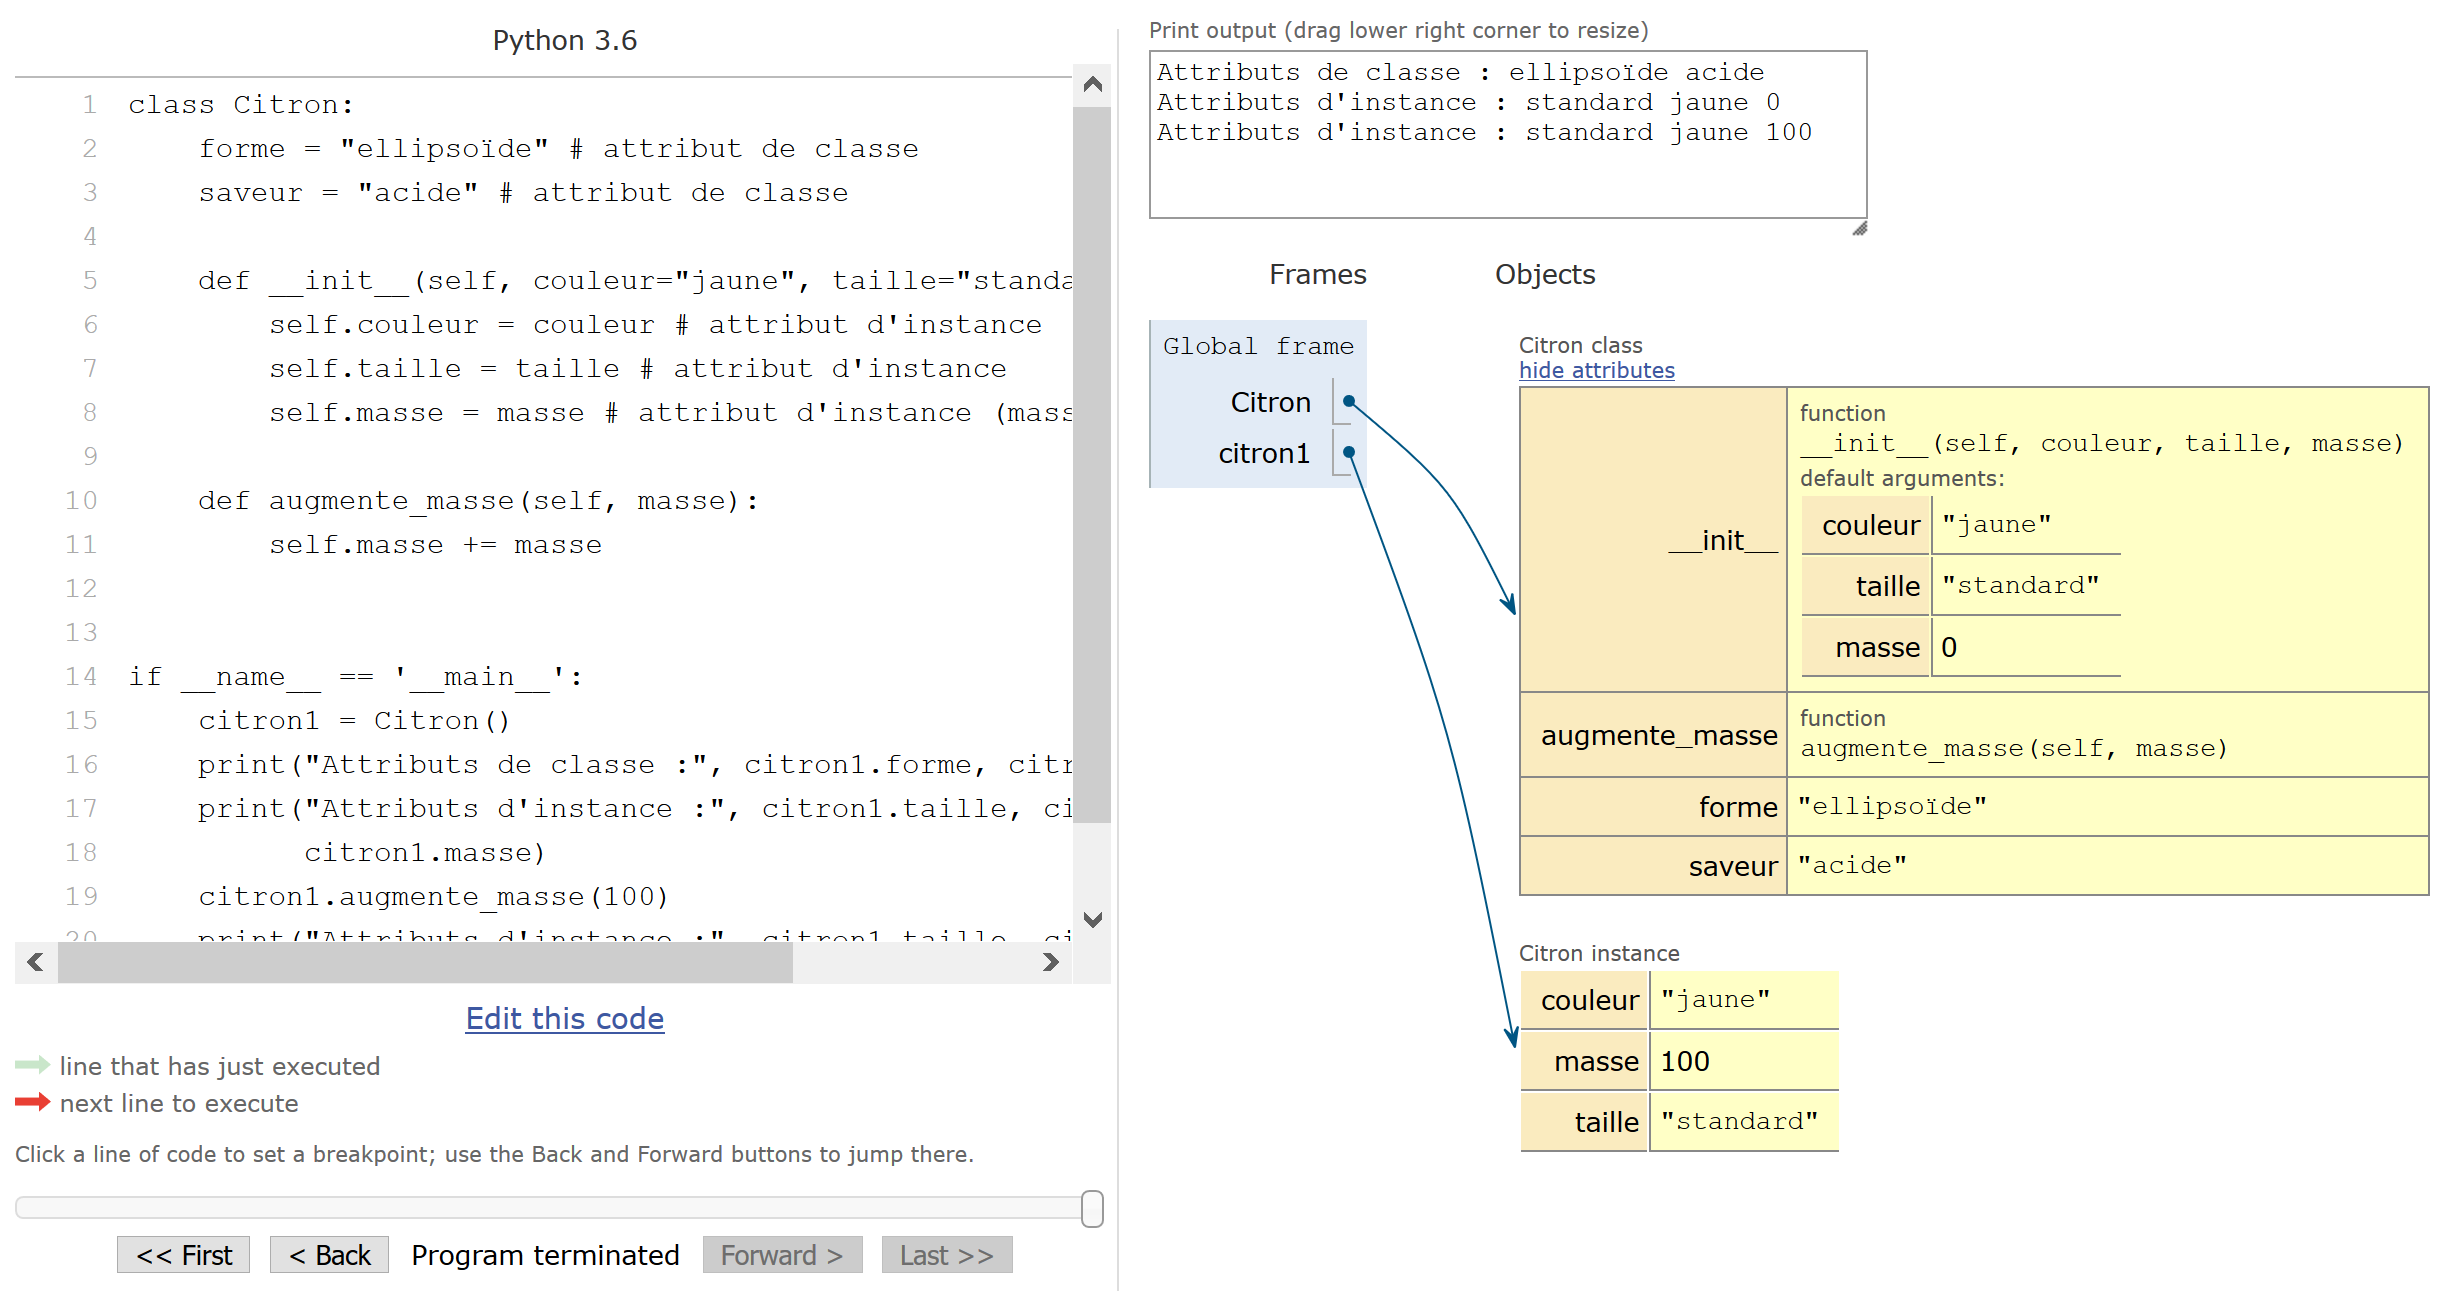 Python 3.6
1 class Citron:
2 forme = "ellipsoïde" # attribut de classe
3 saveur = "acide" # attribut de classe
4
5 def __init__(self, couleur="jaune", taille="standa
6 self.couleur = couleur # attribut d'instance
7 self.taille = taille # attribut d'instance
8 self.masse = masse # attribut d'instance (mass
9
10 def augmente_masse(self, masse):
11 self.masse += masse
12
13
14 if __name__ == '__main__':
15 citron1 = Citron()
16 print("Attributs de classe :", citron1.forme, citr
17 print("Attributs d'instance :", citron1.taille, ci
18 citron1.masse)
19 citron1.augmente_masse(100)
20 print("Attributs d'instance :", citron1.taille, ci
Edit this code
line that has just executed
next line to execute
Click a line of code to set a breakpoint; use the Back and Forward buttons to jump there.
<< First < Back Program terminated Forward > Last >>
Print output (drag lower right corner to resize)
Attributs de classe : ellipsoïde acide
Attributs d'instance : standard jaune 0
Attributs d'instance : standard jaune 100
Frames Objects
Global frame
Citron
citron1
Citron class
hide attributes
__init__
function
__init__(self, couleur, taille, masse)
default arguments:
couleur "jaune"
taille "standard"
masse 0
augmente_masse
function
augmente_masse(self, masse)
forme "ellipsoïde"
saveur "acide"
Citron instance
couleur "jaune"
masse 100
taille "standard"